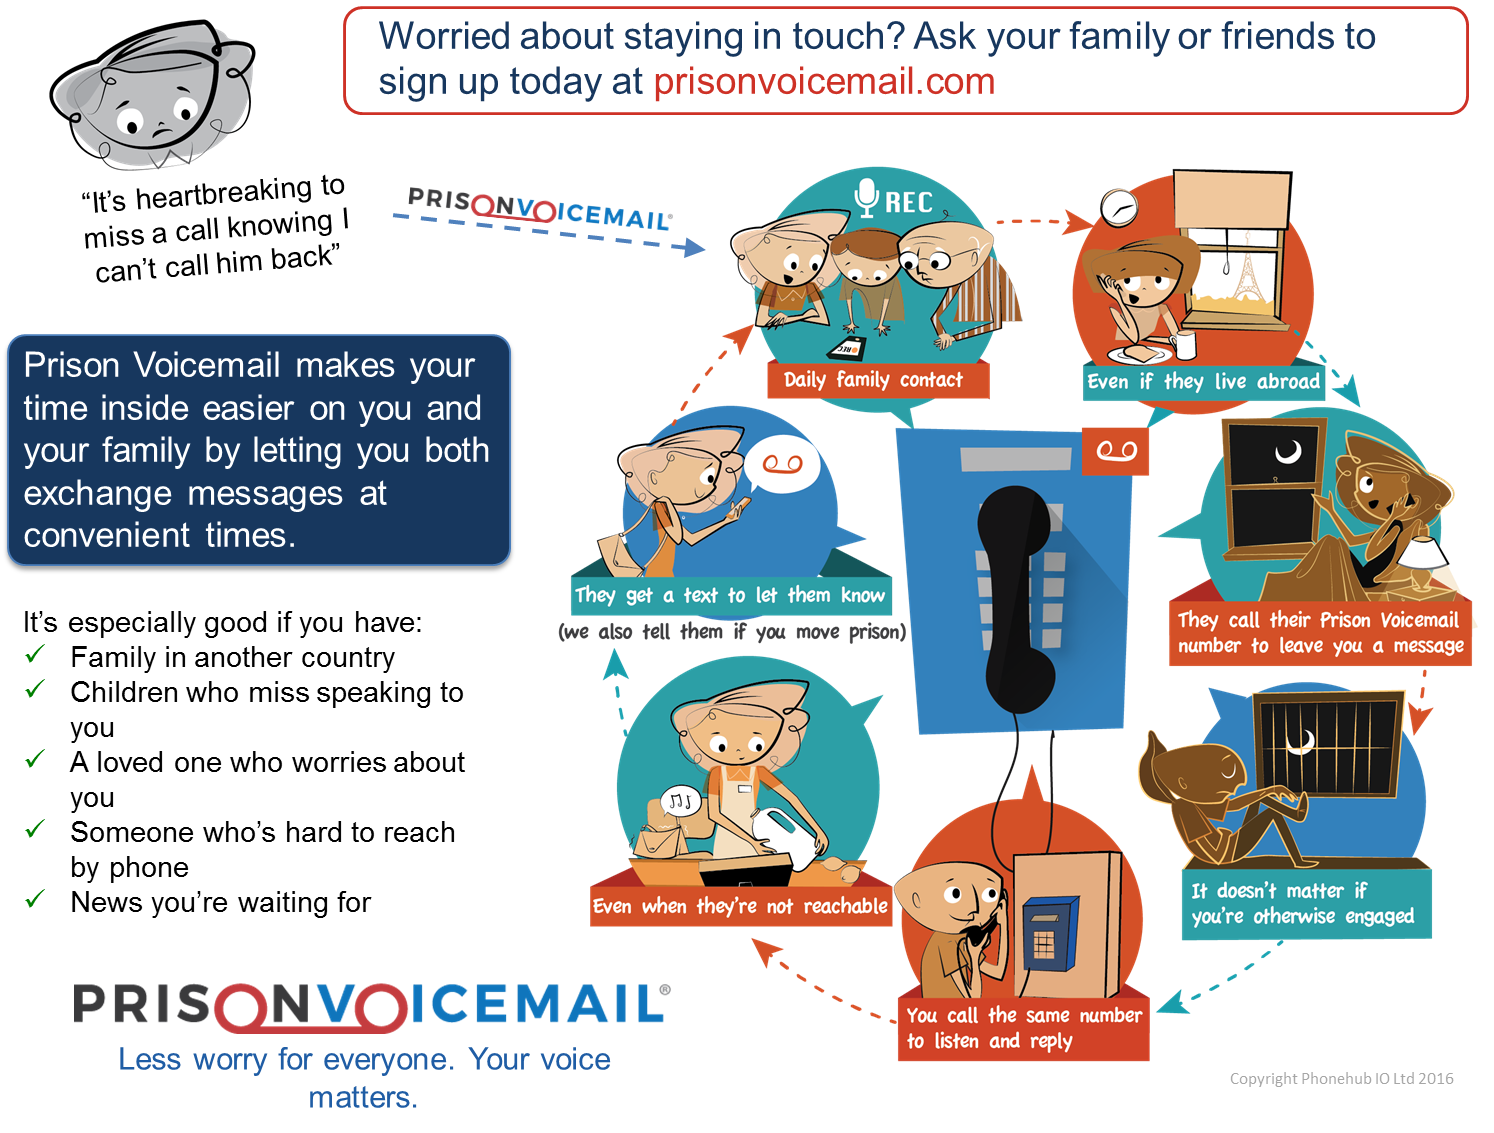 Worried about staying in touch? Ask your family or friends to
sign up today at prisonvoicemail.com
“It’s heartbreaking to
miss a call knowing I
can’t call him back”
PRISONVOICEMAIL®
REC
REC
Daily family contact
Even if they live abroad
Prison Voicemail makes your
time inside easier on you and
your family by letting you both
exchange messages at
convenient times.
They call their Prison Voicemail
number to leave you a message
They get a text to let them know
(we also tell them if you move prison)
It’s especially good if you have:
✓ Family in another country
✓ Children who miss speaking to
you
✓ A loved one who worries about
you
✓ Someone who’s hard to reach
by phone
✓ News you’re waiting for
It doesn’t matter if
you’re otherwise engaged
Even when they’re not reachable
You call the same number
to listen and reply
PRISONVOICEMAIL®
Less worry for everyone. Your voice
matters.
Copyright Phonehub IO Ltd 2016